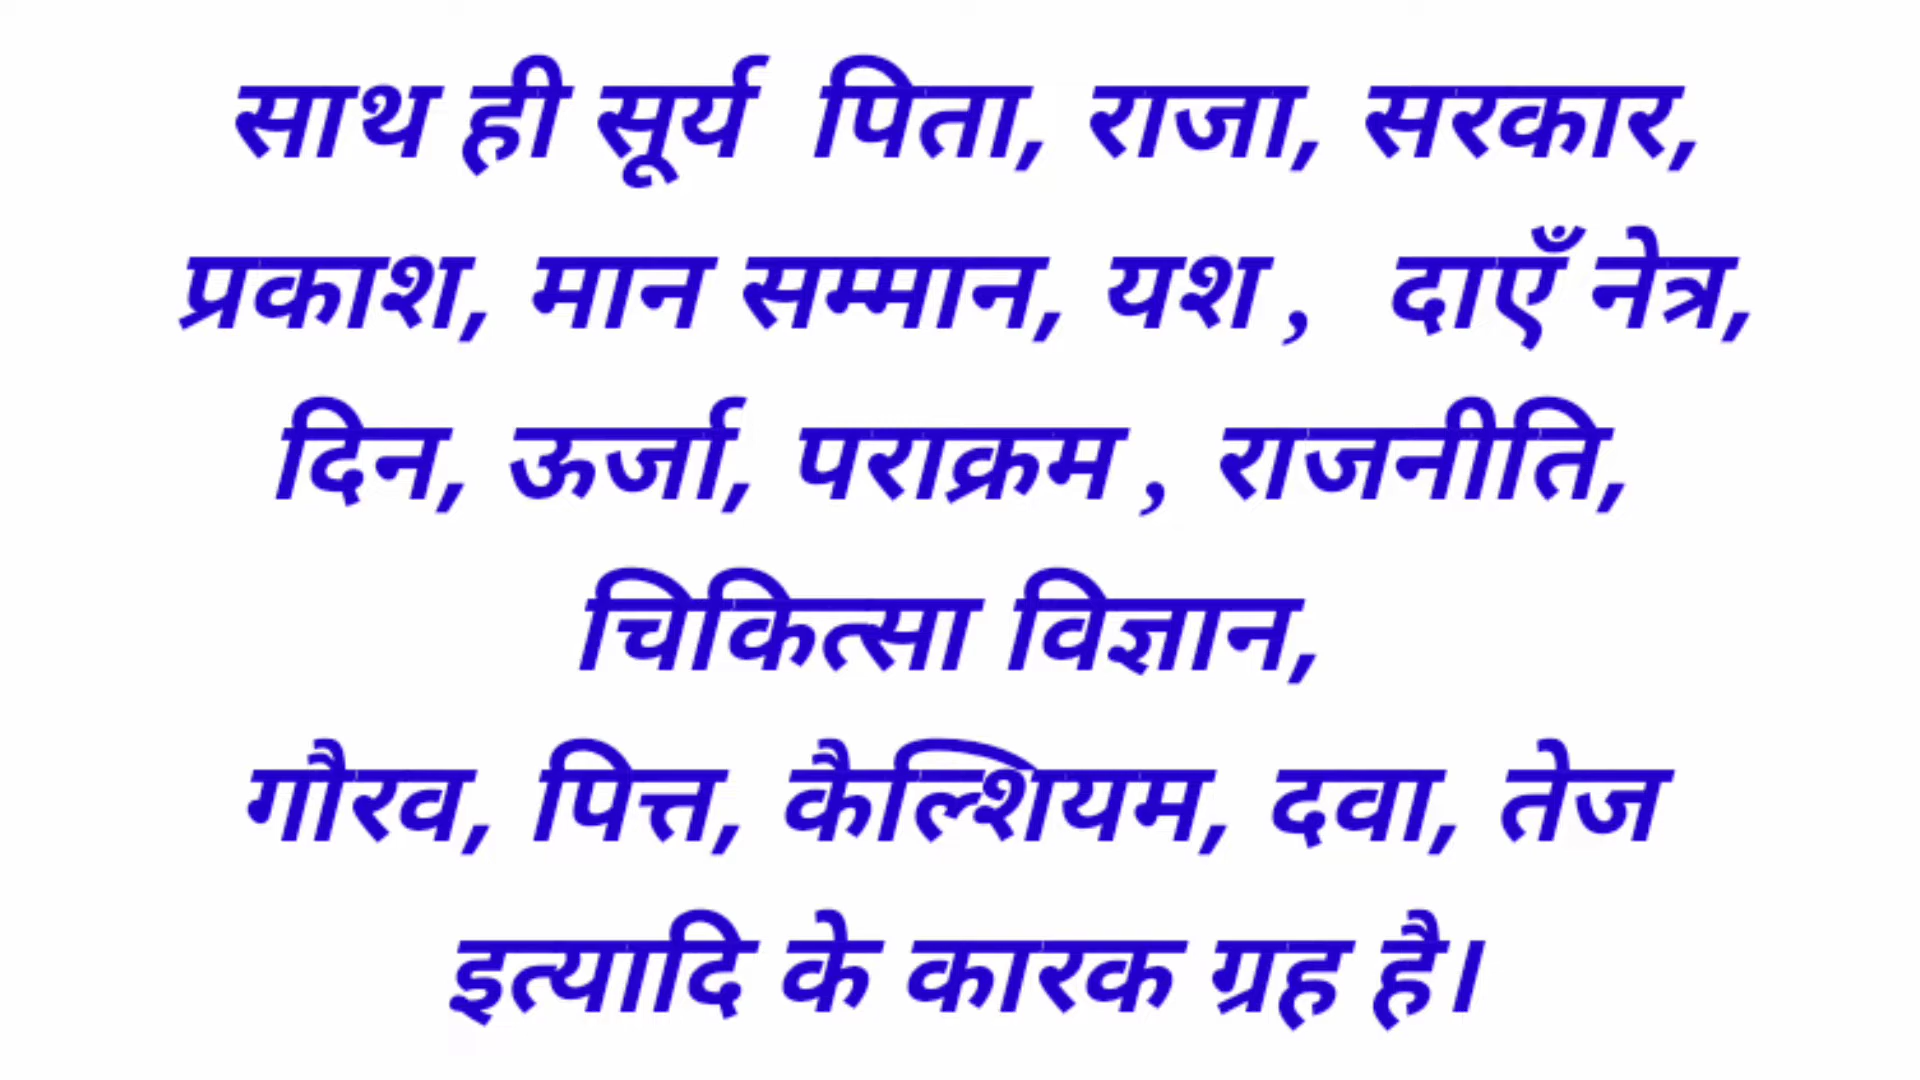 साथ ही सूर्य  पिता, राजा, सरकार,
प्रकाश, मान सम्मान, यश ,  दाएँ नेत्र,
दिन, ऊर्जा, पराक्रम , राजनीति,
चिकित्सा विज्ञान,
गौरव, पित्त, कैल्शियम, दवा, तेज
इत्यादि के कारक ग्रह है।